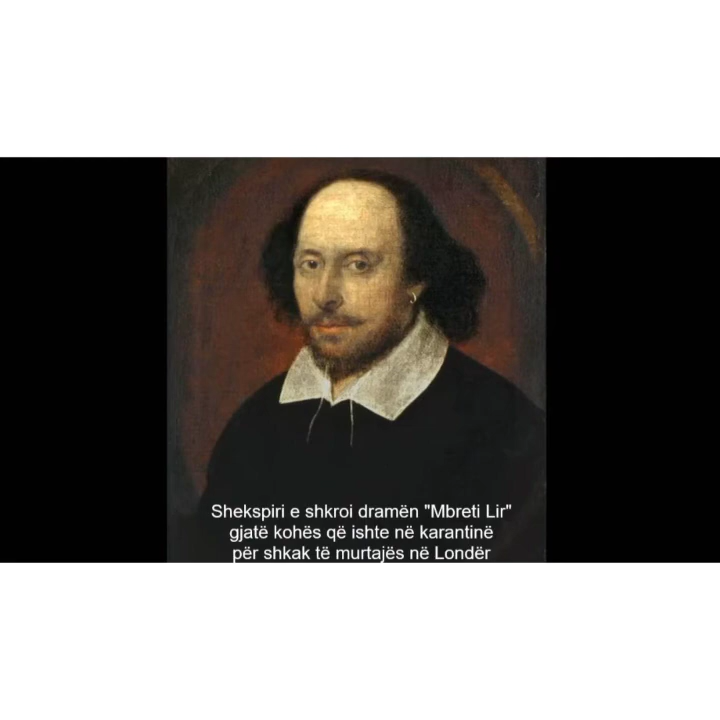 Shekspiri e shkroi dramën "Mbreti Lir"
gjatë kohës që ishte në karantinë
për shkak të murtajës në Londër